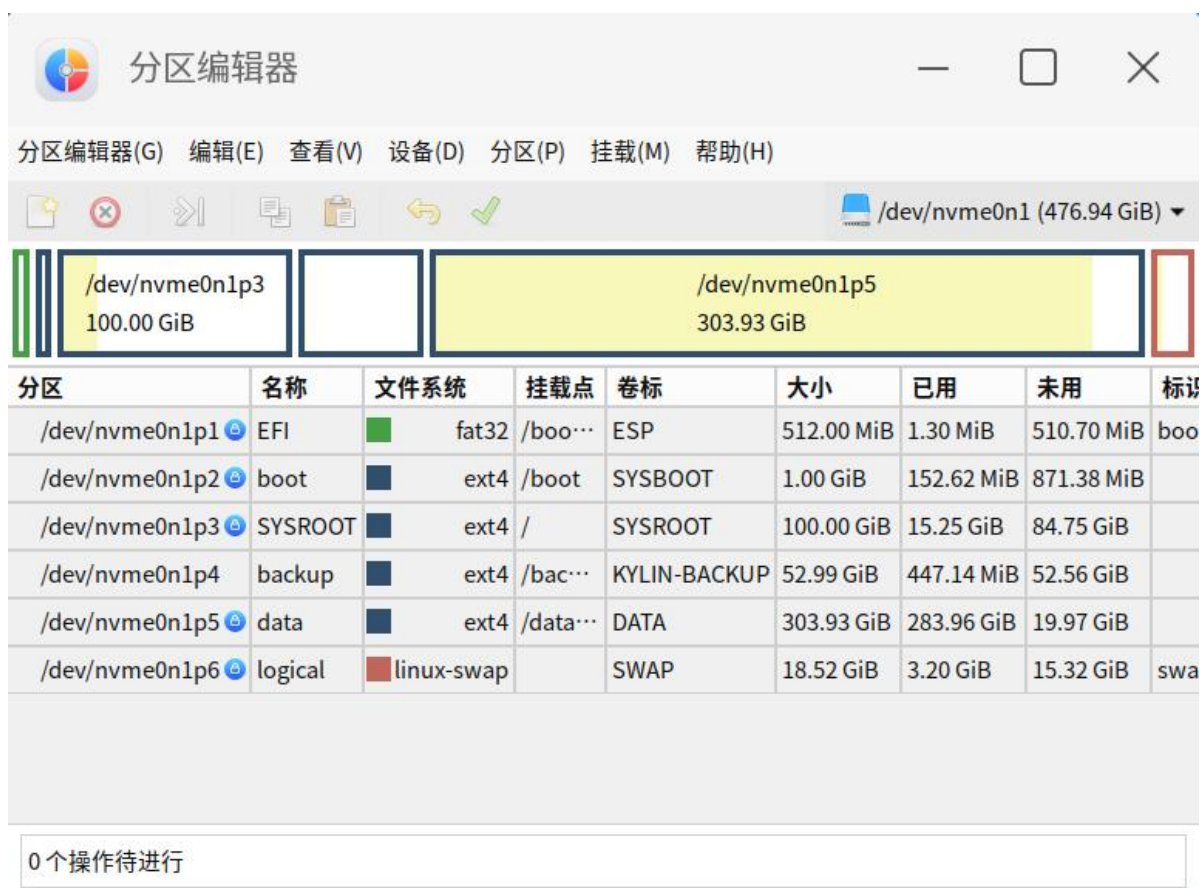 分区编辑器
分区编辑器(G) 编辑(E) 查看(V) 设备(D) 分区(P) 挂载(M) 帮助(H)
/dev/nvme0n1 (476.94 GiB)
/dev/nvme0n1p3
100.00 GiB
/dev/nvme0n1p5
303.93 GiB
分区 名称 文件系统 挂载点 卷标 大小 已用 未用 标识
/dev/nvme0n1p1 EFI fat32 /boo… ESP 512.00 MiB 1.30 MiB 510.70 MiB boo
/dev/nvme0n1p2 boot ext4 /boot SYSBOOT 1.00 GiB 152.62 MiB 871.38 MiB
/dev/nvme0n1p3 SYSROOT ext4 / SYSROOT 100.00 GiB 15.25 GiB 84.75 GiB
/dev/nvme0n1p4 backup ext4 /bac… KYLIN-BACKUP 52.99 GiB 447.14 MiB 52.56 GiB
/dev/nvme0n1p5 data ext4 /data… DATA 303.93 GiB 283.96 GiB 19.97 GiB
/dev/nvme0n1p6 logical linux-swap SWAP 18.52 GiB 3.20 GiB 15.32 GiB swa
0 个操作待进行